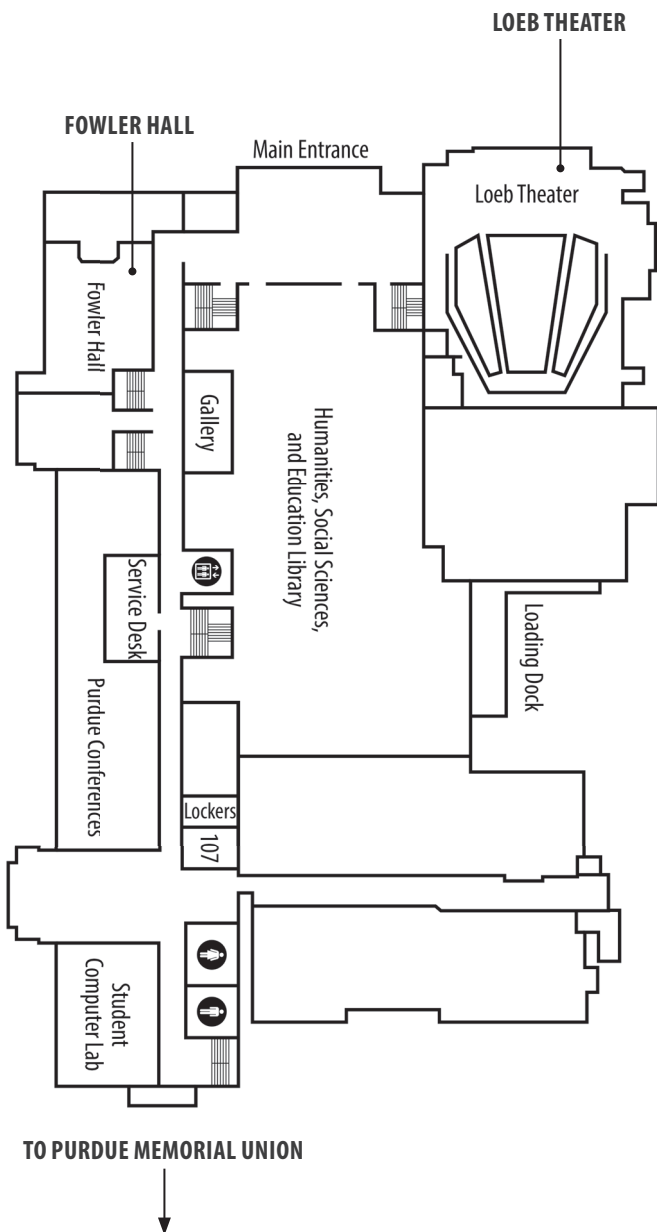 LOEB THEATER
FOWLER HALL
Main Entrance
Loeb Theater
Fowler Hall
Gallery
Humanities, Social Sciences,
and Education Library
Service Desk
Loading Dock
Purdue Conferences
Lockers
107
Student
Computer Lab
TO PURDUE MEMORIAL UNION